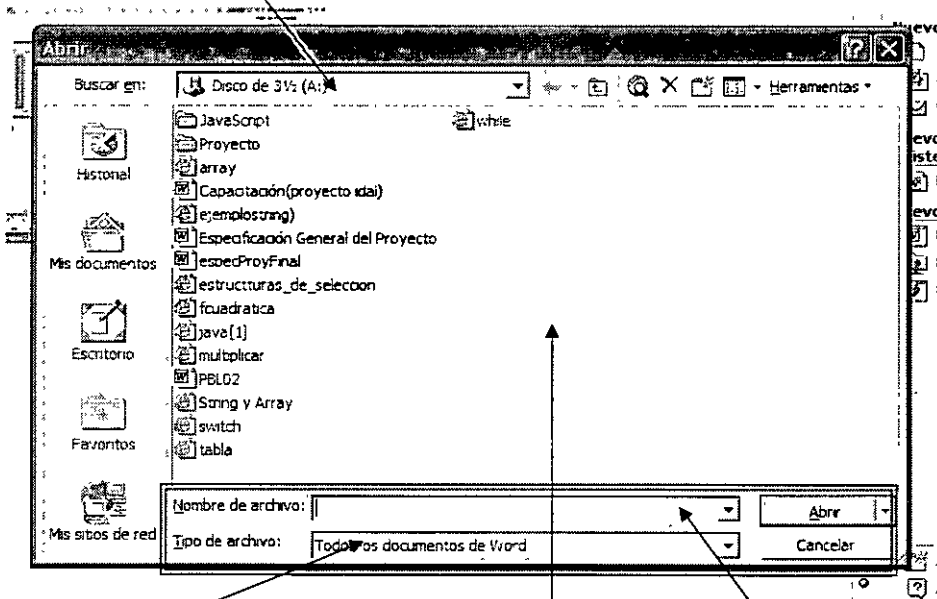 Abrir
Buscar en: Disco de 3½ (A:) Herramientas
Historial
Mis documentos
Escritorio
Favoritos
Mis sitios de red
JavaScript
Proyecto
array
Capacitación(proyecto idai)
ejemplostring)
Especificación General del Proyecto
especProyFinal
estructturas_de_seleccion
fcuadratica
java[1]
multiplicar
PBL02
String y Array
switch
tabla
while
Nombre de archivo: Abrir
Tipo de archivo: Todos los documentos de Word Cancelar